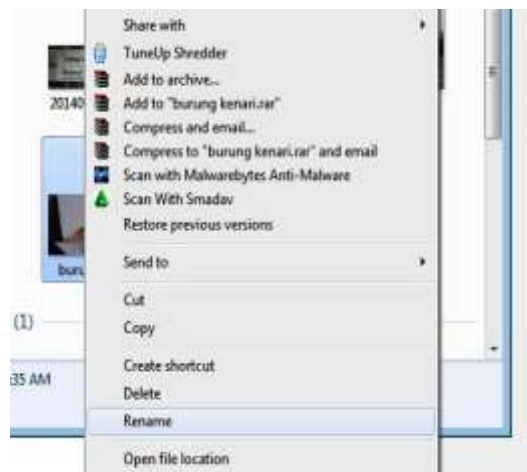 Share with
TuneUp Shredder
Add to archive...
20140
Add to "burung kenari.rar"
Compress and email...
Compress to "burung kenari.rar" and email
Scan with Malwarebytes Anti-Malware
Scan With Smadav
Restore previous versions
Send to
buru
Cut
(1)
Copy
Create shortcut
:35 AM
Delete
Rename
Open file location